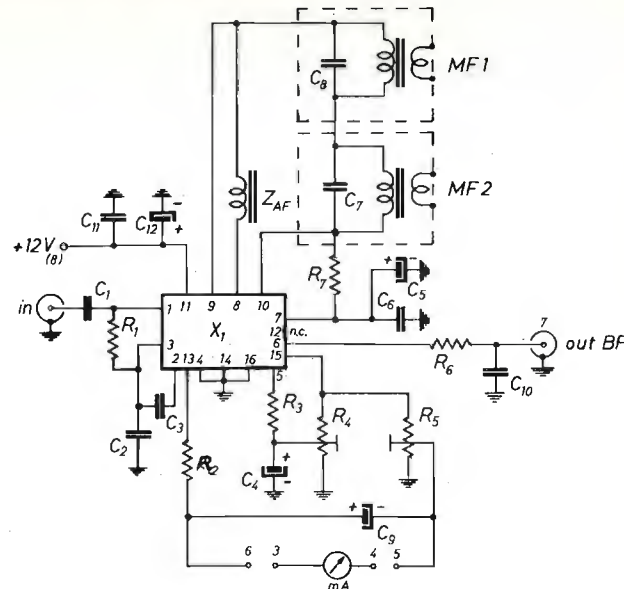 C8
MF1
ZAF
C7
MF2
C11
C12
-
+
+12V
(8)
R7
+
-
C5
C6
in
C1
R1
11
9
8
10
1
3
X1
7
12
n.c.
6
15
2
13
4
14
16
5
R6
7
out BF
C10
C3
C2
R2
R3
R4
R5
C4
+
-
+
-
C9
6
3
mA
4
5